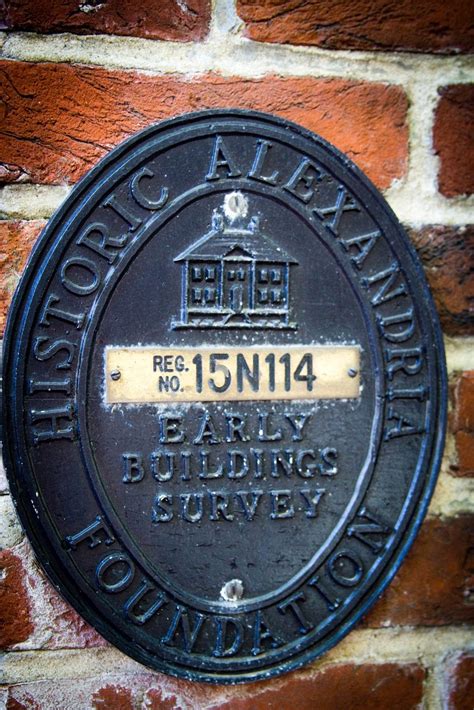 HISTORIC ALEXANDRIA
REG. NO. 15N114
EARLY
BUILDINGS
SURVEY
FOUNDATION